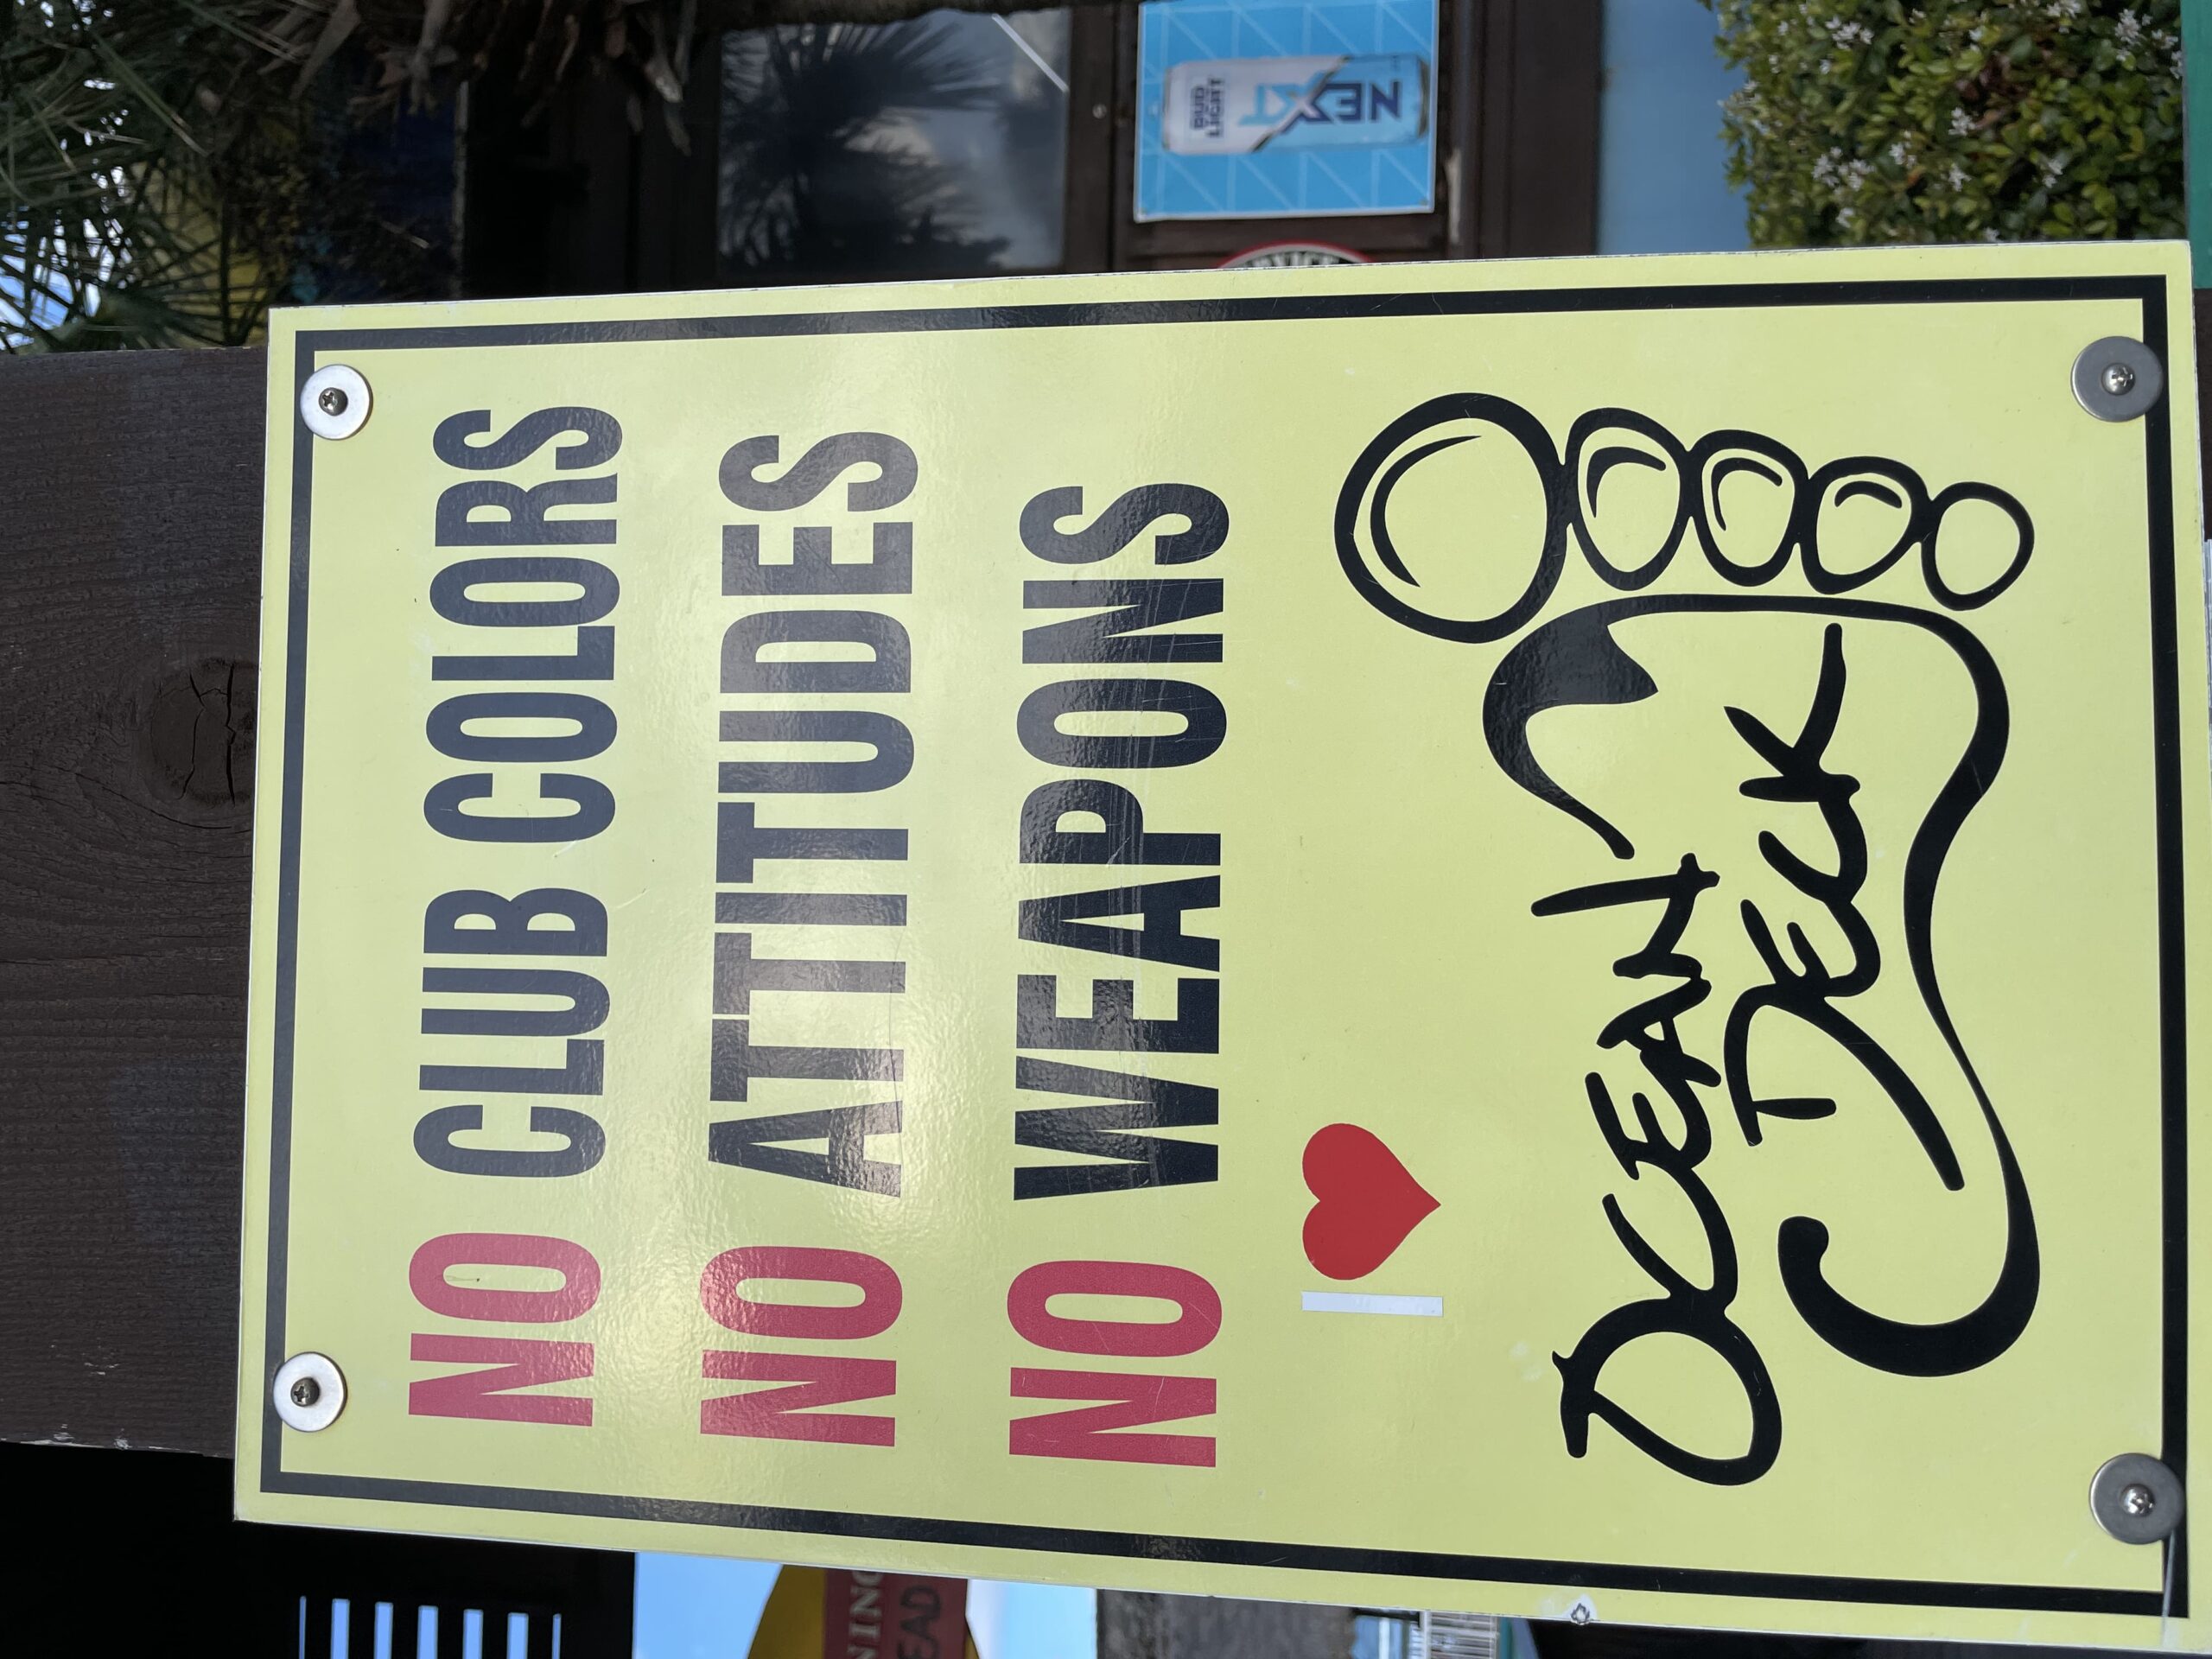 NO CLUB COLORS
NO ATTITUDES
NO WEAPONS
I
OCEAN
DECK
BUD
LIGHT
NEXT